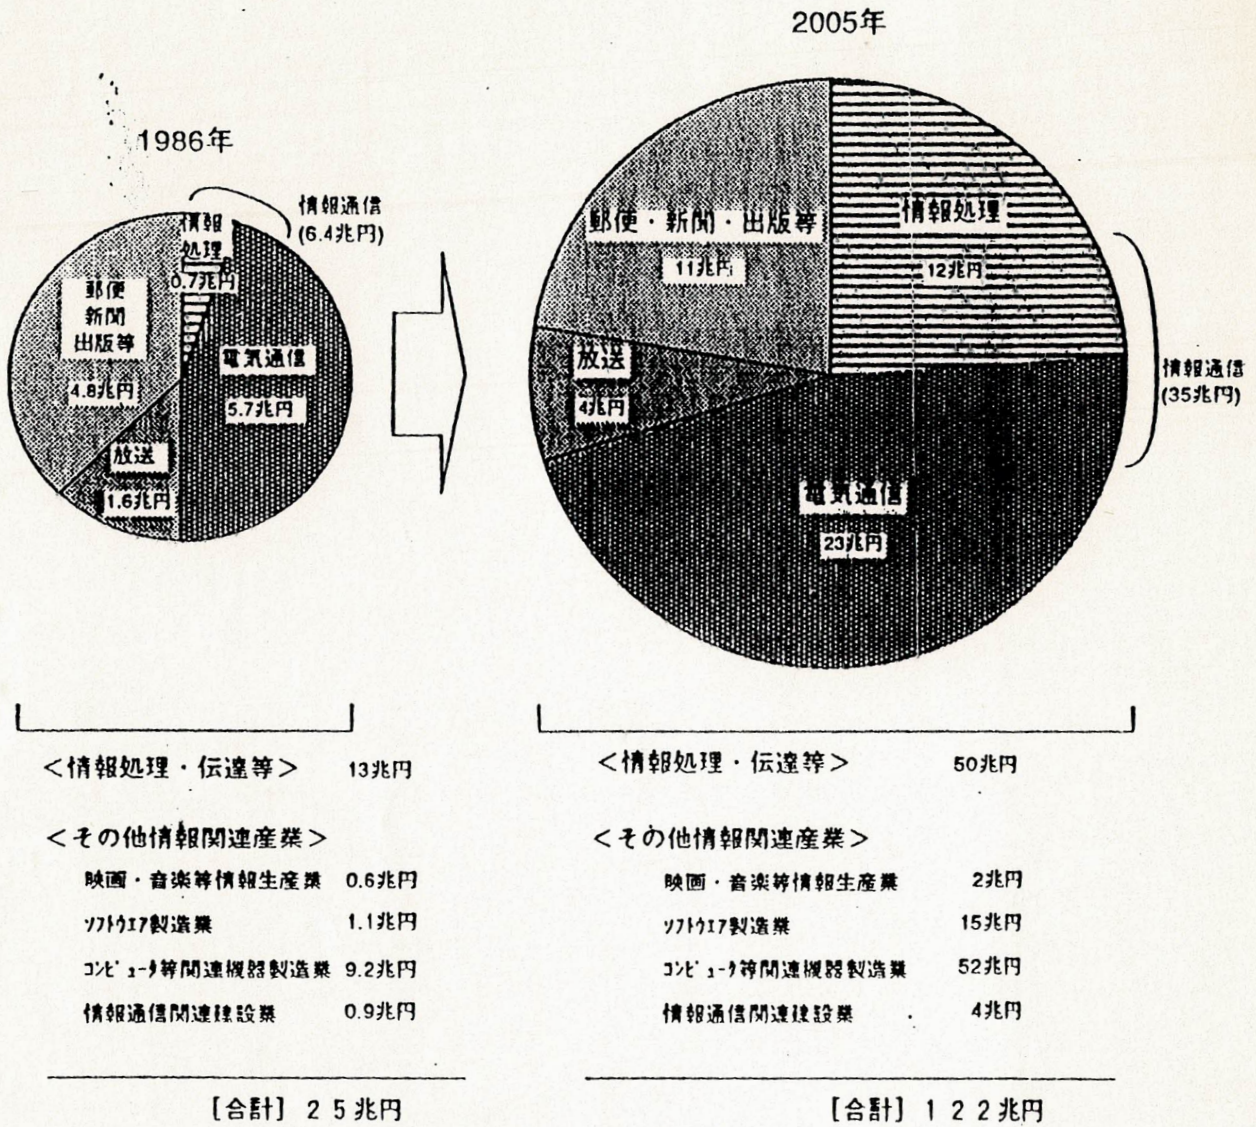 2005年
1986年
情報通信
(6.4兆円)
情報
処理
0.7兆円
郵便
新聞
出版等
4.8兆円
電気通信
5.7兆円
放送
1.6兆円
郵便・新聞・出版等
11兆円
情報処理
12兆円
放送
4兆円
情報通信
(35兆円)
電気通信
23兆円
<情報処理・伝達等> 13兆円
<その他情報関連産業>
映画・音楽等情報生産業 0.6兆円
ソフトウエア製造業 1.1兆円
コンピュータ等関連機器製造業 9.2兆円
情報通信関連建設業 0.9兆円
[合計] 25兆円
<情報処理・伝達等> 50兆円
<その他情報関連産業>
映画・音楽等情報生産業 2兆円
ソフトウエア製造業 15兆円
コンピュータ等関連機器製造業 52兆円
情報通信関連建設業 4兆円
[合計] 122兆円